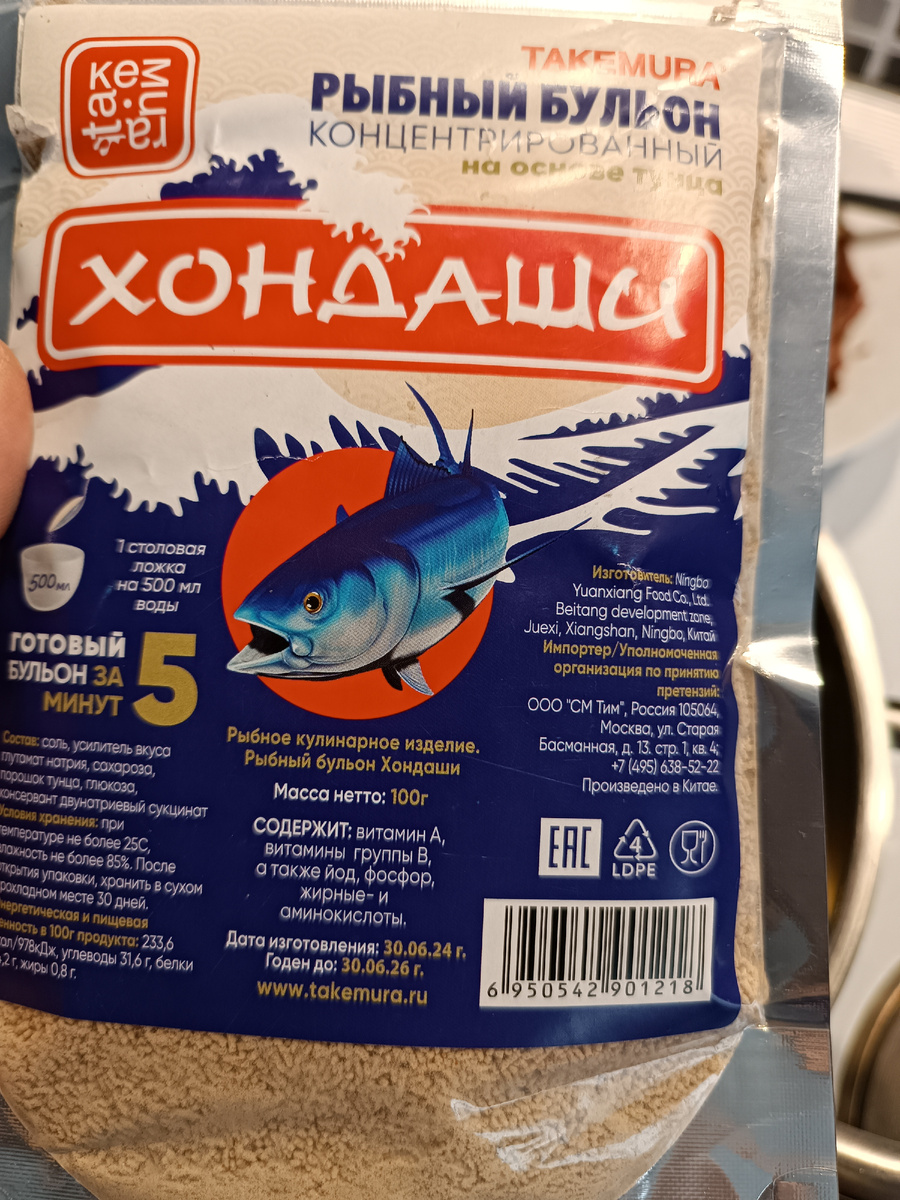 takemura
TAKEMURA
РЫБНЫЙ БУЛЬОН
КОНЦЕНТРИРОВАННЫЙ
на основе тунца
ХОНДАШИ
500мл
1 столовая
ложка
на 500 мл
воды
ГОТОВЫЙ
БУЛЬОН ЗА
МИНУТ 5
Состав: соль, усилитель вкуса
глутамат натрия, сахароза,
порошок тунца, глюкоза,
консервант двунатриевый сукцинат
Условия хранения: при
температуре не более 25С,
влажность не более 85%. После
открытия упаковки, хранить в сухом
прохладном месте 30 дней.
Энергетическая и пищевая
ценность в 100г продукта: 233,6
кал/978кДж, углеводы 31,6 г, белки
,2 г, жиры 0,8 г.
Рыбное кулинарное изделие.
Рыбный бульон Хондаши
Масса нетто: 100г
СОДЕРЖИТ: витамин А,
витамины группы В,
а также йод, фосфор,
жирные- и
аминокислоты.
Дата изготовления: 30.06.24 г.
Годен до: 30.06.26 г.
www.takemura.ru
Изготовитель: Ningbo
Yuanxiang Food Co., Ltd.
Beitang development zone,
Juexi, Xiangshan, Ningbo, Китай
Импортер/Уполномоченная
организация по принятию
претензий:
ООО "СМ Тим", Россия 105064,
Москва, ул. Старая
Басманная, д. 13. стр. 1, кв. 4;
+7 (495) 638-52-22
Произведено в Китае.
EAC
4
LDPE
6 950542 901218